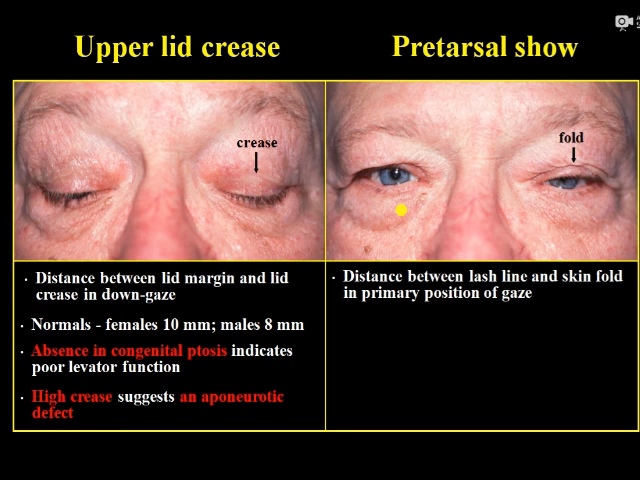 Upper lid crease
Pretarsal show
crease
fold
· Distance between lid margin and lid
crease in down-gaze
· Normals - females 10 mm; males 8 mm
· Absence in congenital ptosis indicates
poor levator function
· High crease suggests an aponeurotic
defect
· Distance between lash line and skin fold
in primary position of gaze